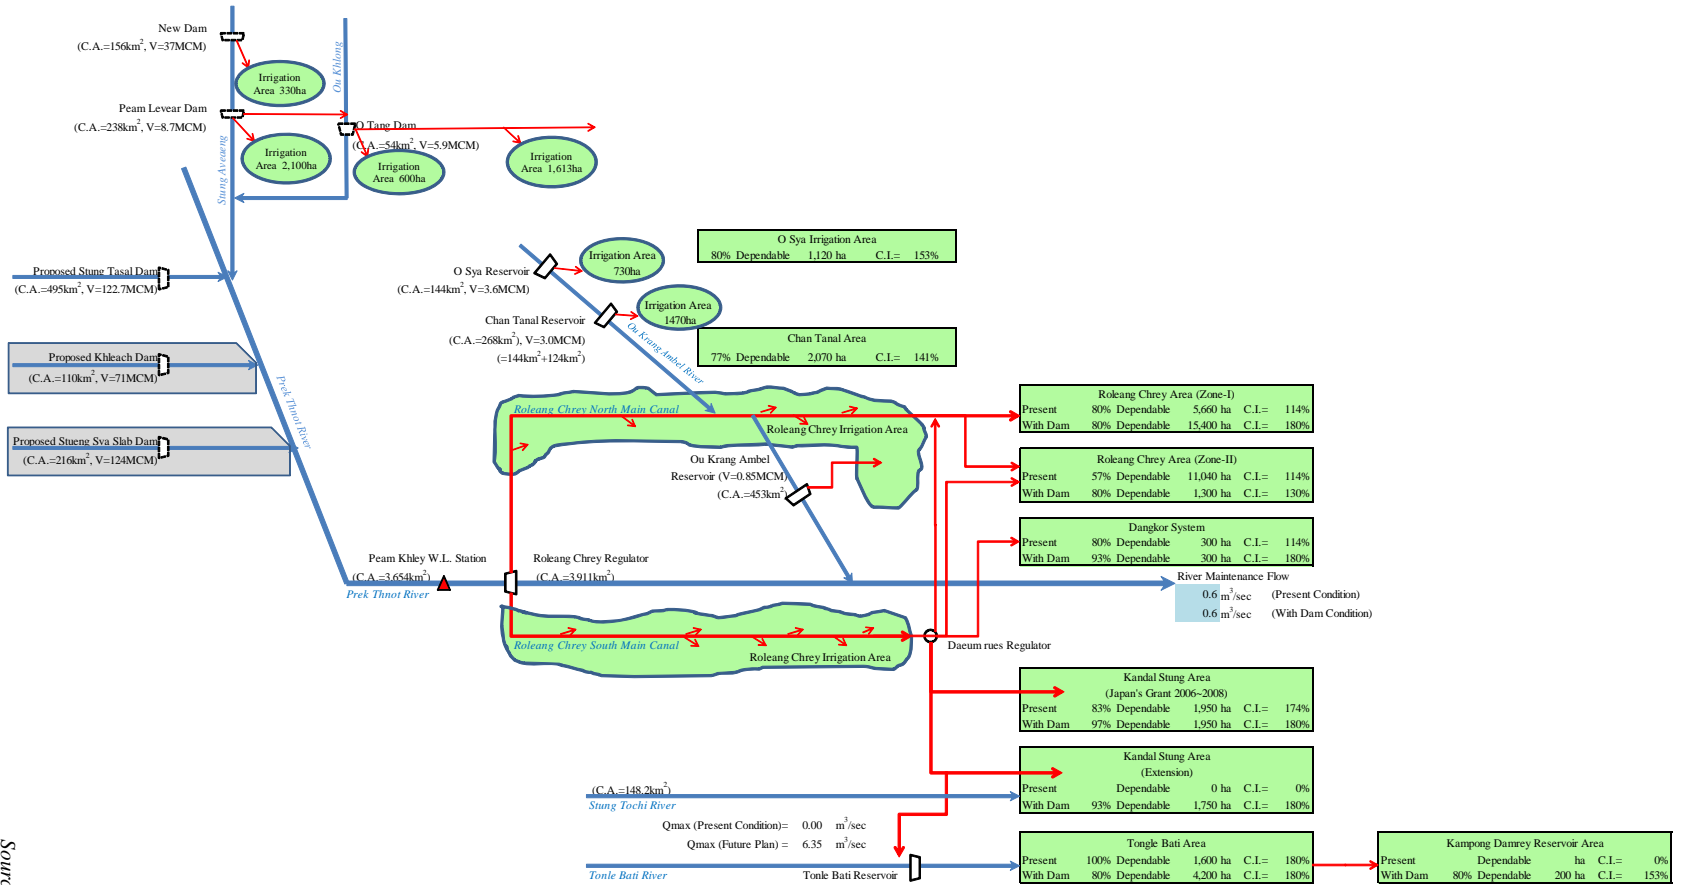 New Dam
(C.A.=156km², V=37MCM)
Irrigation
Area 330ha
Ou Khlong
Peam Levear Dam
(C.A.=238km², V=8.7MCM)
Irrigation
Area 2,100ha
Stung Aveaeng
O Tang Dam
(C.A.=54km², V=5.9MCM)
Irrigation
Area 600ha
Irrigation
Area 1,613ha
Proposed Stung Tasal Dam
(C.A.=495km², V=122.7MCM)
Proposed Khleach Dam
(C.A.=110km², V=71MCM)
Proposed Stueng Sva Slab Dam
(C.A.=216km², V=124MCM)
Prek Thnot River
O Sya Reservoir
(C.A.=144km², V=3.6MCM)
Irrigation Area
730ha
Chan Tanal Reservoir
(C.A.=268km²), V=3.0MCM)
(=144km²+124km²)
Irrigation Area
1470ha
Ou Krang Ambel River
O Sya Irrigation Area
80% Dependable 1,120 ha C.I.= 153%
Chan Tanal Area
77% Dependable 2,070 ha C.I.= 141%
Roleang Chrey North Main Canal
Roleang Chrey Irrigation Area
Ou Krang Ambel
Reservoir (V=0.85MCM)
(C.A.=453km²)
Roleang Chrey Area (Zone-I)
Present 80% Dependable 5,660 ha C.I.= 114%
With Dam 80% Dependable 15,400 ha C.I.= 180%
Roleang Chrey Area (Zone-II)
Present 57% Dependable 11,040 ha C.I.= 114%
With Dam 80% Dependable 1,300 ha C.I.= 130%
Dangkor System
Present 80% Dependable 300 ha C.I.= 114%
With Dam 93% Dependable 300 ha C.I.= 180%
Peam Khley W.L. Station
(C.A.=3.654km²)
Prek Thnot River
Roleang Chrey Regulator
(C.A.=3.911km²)
River Maintenance Flow
0.6 m³/sec (Present Condition)
0.6 m³/sec (With Dam Condition)
Roleang Chrey South Main Canal
Roleang Chrey Irrigation Area
Daeum rues Regulator
Kandal Stung Area
(Japan's Grant 2006~2008)
Present 83% Dependable 1,950 ha C.I.= 174%
With Dam 97% Dependable 1,950 ha C.I.= 180%
Kandal Stung Area
(Extension)
Present Dependable 0 ha C.I.= 0%
With Dam 93% Dependable 1,750 ha C.I.= 180%
(C.A.=148.2km²)
Stung Tochi River
Qmax (Present Condition)= 0.00 m³/sec
Qmax (Future Plan) = 6.35 m³/sec
Tonle Bati River
Tonle Bati Reservoir
Tongle Bati Area
Present 100% Dependable 1,600 ha C.I.= 180%
With Dam 80% Dependable 4,200 ha C.I.= 180%
Kampong Damrey Reservoir Area
Present Dependable ha C.I.= 0%
With Dam 80% Dependable 200 ha C.I.= 153%